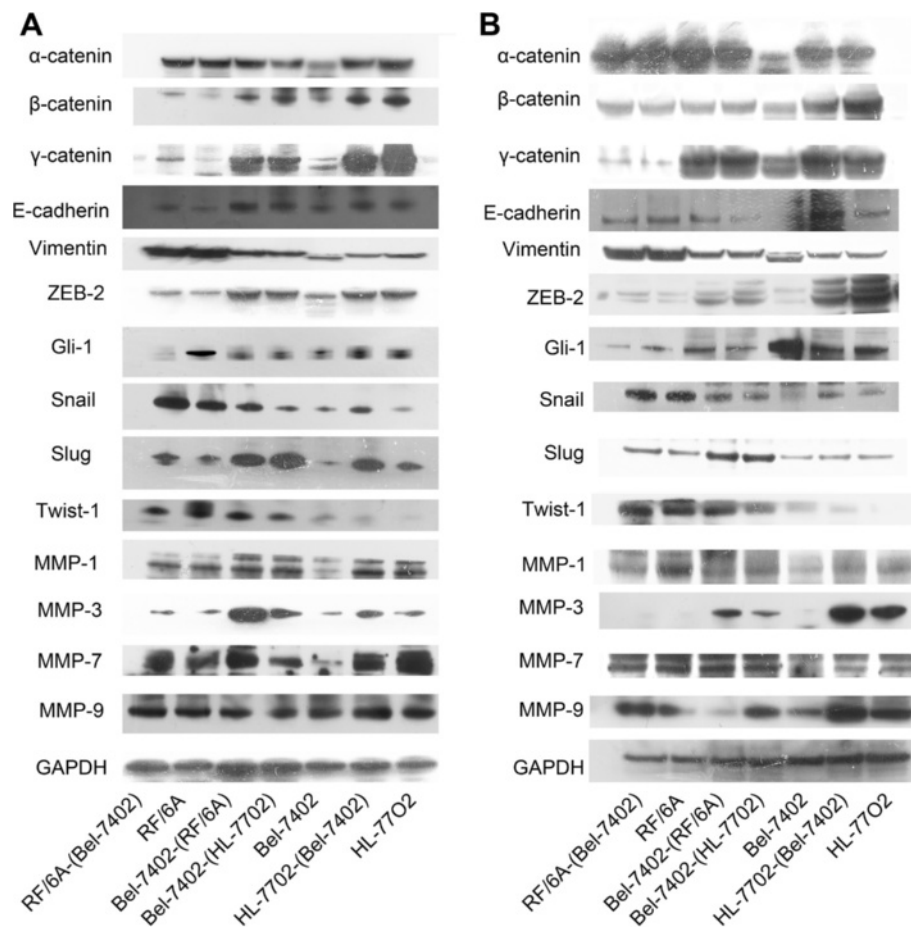 A
α-catenin
β-catenin
γ-catenin
E-cadherin
Vimentin
ZEB-2
Gli-1
Snail
Slug
Twist-1
MMP-1
MMP-3
MMP-7
MMP-9
GAPDH
RF/6A-(Bel-7402)
RF/6A
Bel-7402-(RF/6A)
Bel-7402-(HL-7702)
Bel-7402
HL-7702-(Bel-7402)
HL-77O2
B
α-catenin
β-catenin
γ-catenin
E-cadherin
Vimentin
ZEB-2
Gli-1
Snail
Slug
Twist-1
MMP-1
MMP-3
MMP-7
MMP-9
GAPDH
RF/6A-(Bel-7402)
RF/6A
Bel-7402-(RF/6A)
Bel-7402-(HL-7702)
Bel-7402
HL-7702-(Bel-7402)
HL-77O2